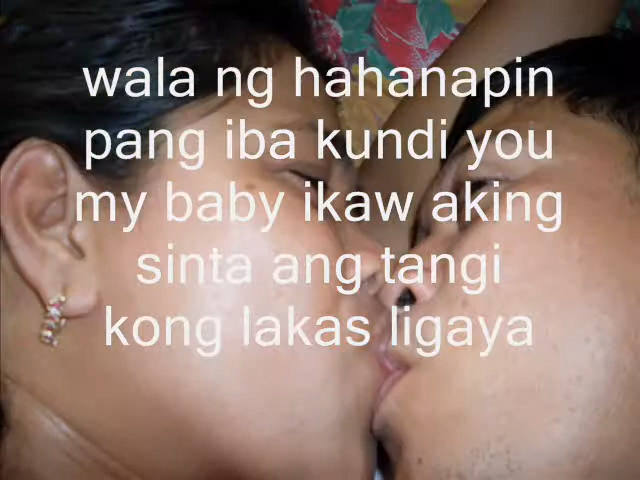 wala ng hahanapin
pang iba kundi you
my baby ikaw aking
sinta ang tangi
kong lakas ligaya